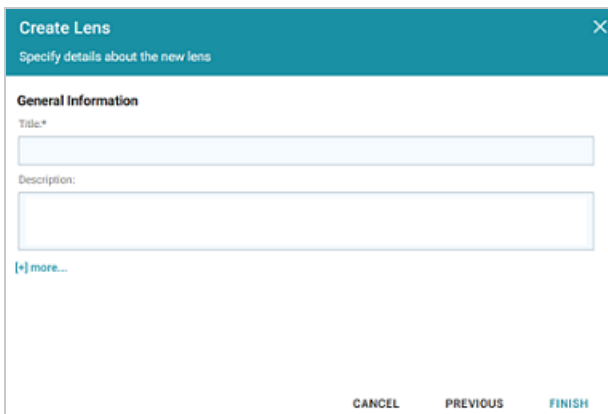 Create Lens
Specify details about the new lens
General Information
Title:*
Description:
[+] more...
CANCEL PREVIOUS FINISH